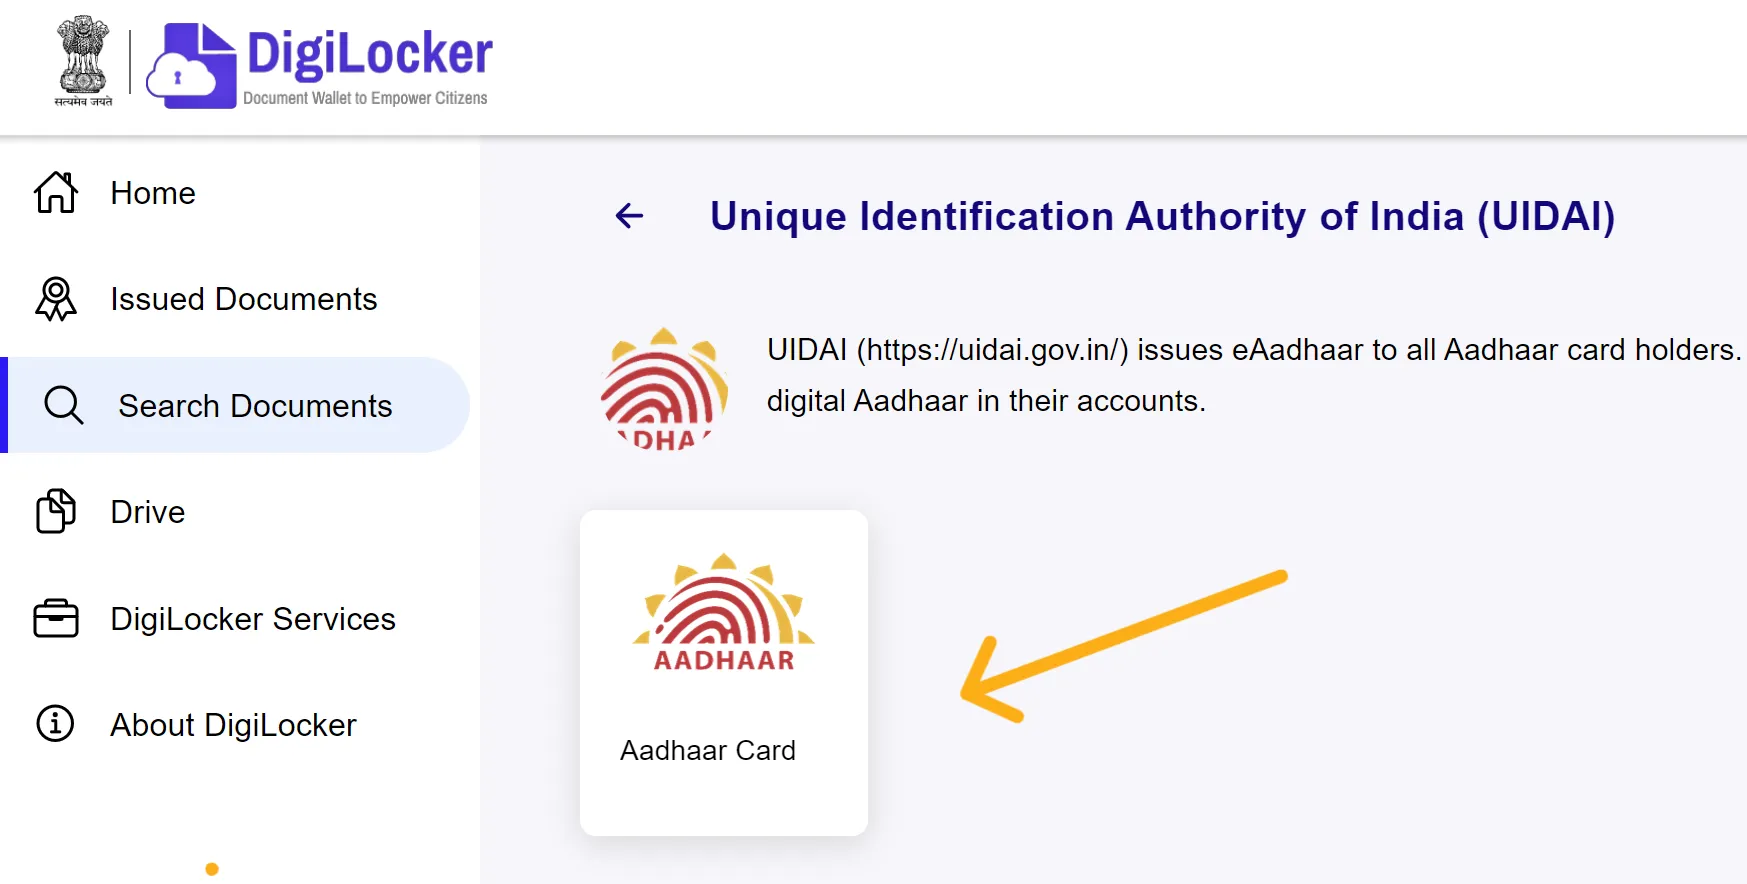 सत्यमेव जयते
DigiLocker
Document Wallet to Empower Citizens
Home
Issued Documents
Search Documents
Drive
DigiLocker Services
About DigiLocker
Unique Identification Authority of India (UIDAI)
UIDAI (https://uidai.gov.in/) issues eAadhaar to all Aadhaar card holders.
digital Aadhaar in their accounts.
ADHA
AADHAAR
Aadhaar Card